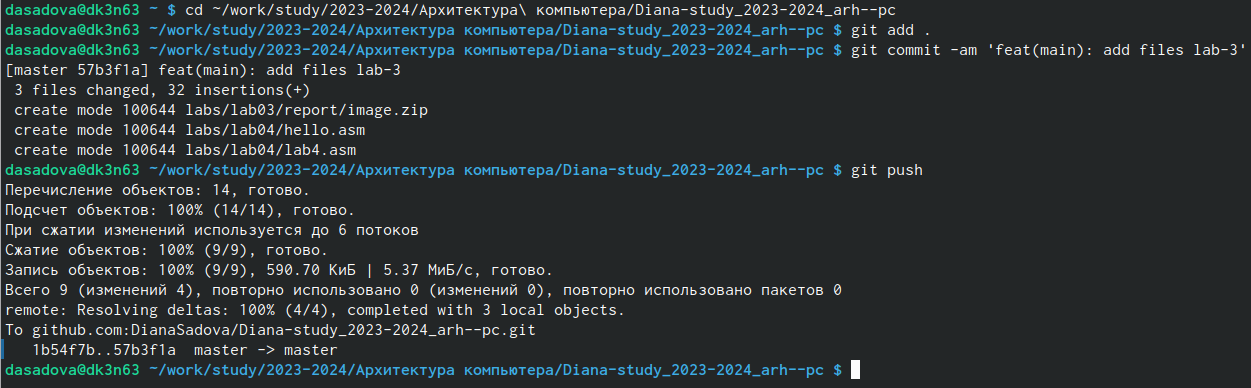 dasadova@dk3n63 ~ $ cd ~/work/study/2023-2024/Архитектура\ компьютера/Diana-study_2023-2024_arh--pc
dasadova@dk3n63 ~/work/study/2023-2024/Архитектура компьютера/Diana-study_2023-2024_arh--pc $ git add .
dasadova@dk3n63 ~/work/study/2023-2024/Архитектура компьютера/Diana-study_2023-2024_arh--pc $ git commit -am 'feat(main): add files lab-3'
[master 57b3f1a] feat(main): add files lab-3
 3 files changed, 32 insertions(+)
 create mode 100644 labs/lab03/report/image.zip
 create mode 100644 labs/lab04/hello.asm
 create mode 100644 labs/lab04/lab4.asm
dasadova@dk3n63 ~/work/study/2023-2024/Архитектура компьютера/Diana-study_2023-2024_arh--pc $ git push
Перечисление объектов: 14, готово.
Подсчет объектов: 100% (14/14), готово.
При сжатии изменений используется до 6 потоков
Сжатие объектов: 100% (9/9), готово.
Запись объектов: 100% (9/9), 590.70 КиБ | 5.37 МиБ/с, готово.
Всего 9 (изменений 4), повторно использовано 0 (изменений 0), повторно использовано пакетов 0
remote: Resolving deltas: 100% (4/4), completed with 3 local objects.
To github.com:DianaSadova/Diana-study_2023-2024_arh--pc.git
   1b54f7b..57b3f1a  master -> master
dasadova@dk3n63 ~/work/study/2023-2024/Архитектура компьютера/Diana-study_2023-2024_arh--pc $